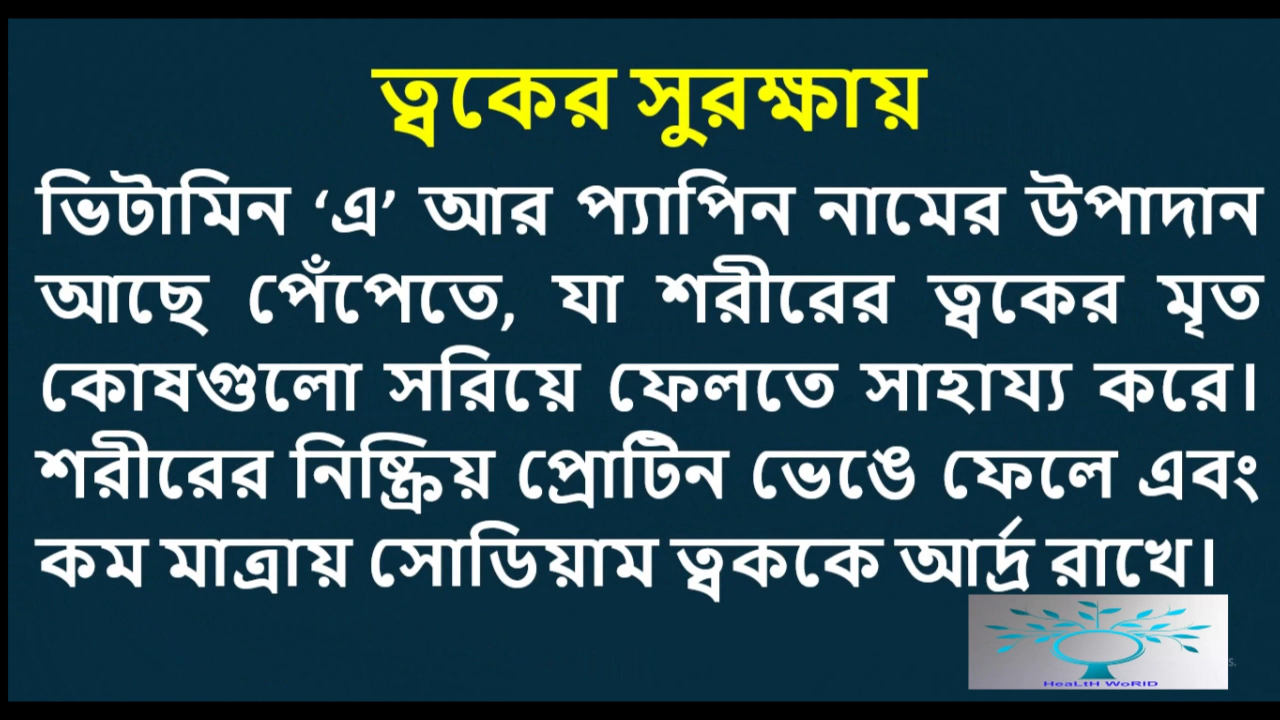 ত্বকের সুরক্ষায়
ভিটামিন ‘এ’ আর প্যাপিন নামের উপাদান
আছে পেঁপেতে, যা শরীরের ত্বকের মৃত
কোষগুলো সরিয়ে ফেলতে সাহায্য করে।
শরীরের নিষ্ক্রিয় প্রোটিন ভেঙে ফেলে এবং
কম মাত্রায় সোডিয়াম ত্বককে আর্দ্র রাখে।
HeaLtH WoRlD